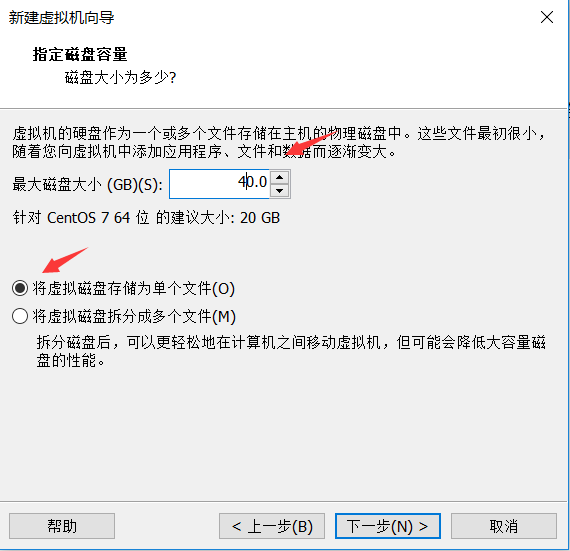 新建虚拟机向导
指定磁盘容量
磁盘大小为多少?
虚拟机的硬盘作为一个或多个文件存储在主机的物理磁盘中。这些文件最初很小，
随着您向虚拟机中添加应用程序、文件和数据而逐渐变大。
最大磁盘大小 (GB)(S): 40.0
针对 CentOS 7 64 位 的建议大小: 20 GB
将虚拟磁盘存储为单个文件(O)
将虚拟磁盘拆分成多个文件(M)
拆分磁盘后，可以更轻松地在计算机之间移动虚拟机，但可能会降低大容量磁
盘的性能。
帮助 < 上一步(B) 下一步(N) > 取消